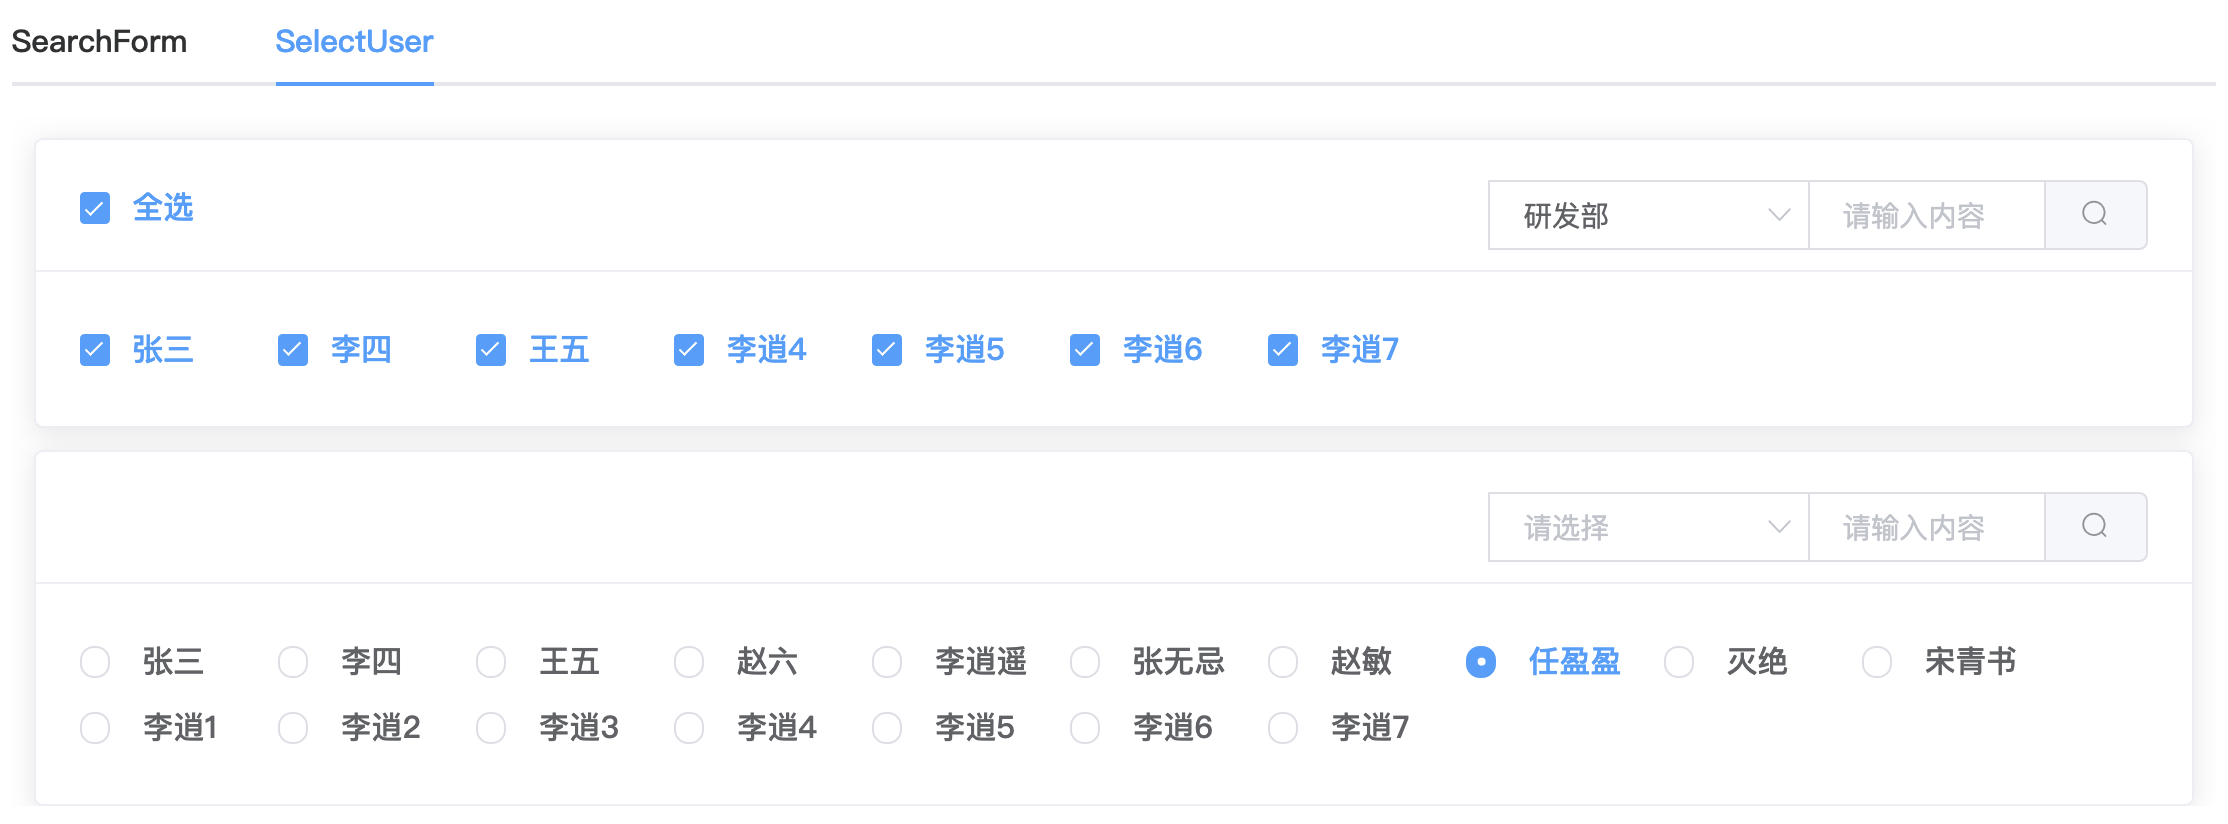 SearchForm SelectUser
全选 研发部 请输入内容
张三 李四 王五 李逍4 李逍5 李逍6 李逍7
请选择 请输入内容
张三 李四 王五 赵六 李逍遥 张无忌 赵敏 任盈盈 灭绝 宋青书
李逍1 李逍2 李逍3 李逍4 李逍5 李逍6 李逍7